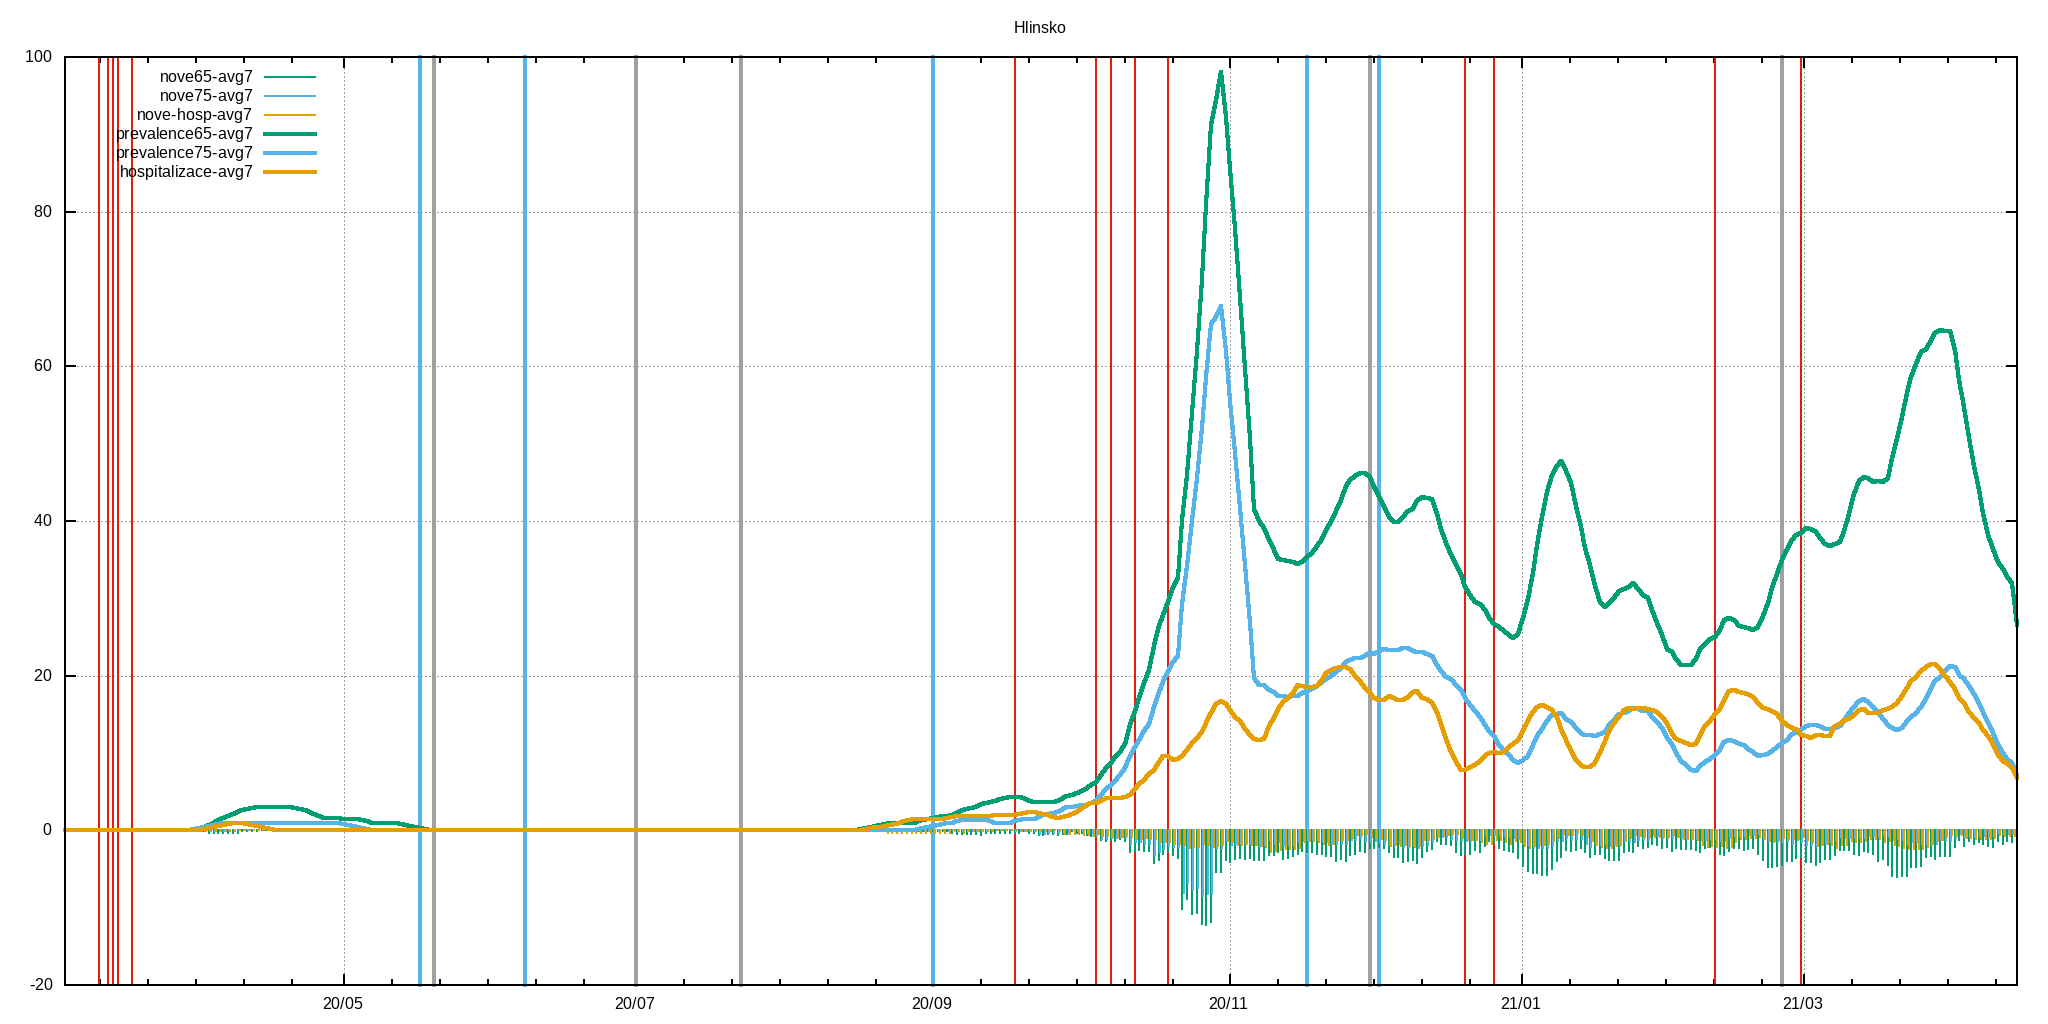 Hlinsko
100
80
60
40
20
0
-20
nove65-avg7
nove75-avg7
nove-hosp-avg7
prevalence65-avg7
prevalence75-avg7
hospitalizace-avg7
20/05
20/07
20/09
20/11
21/01
21/03